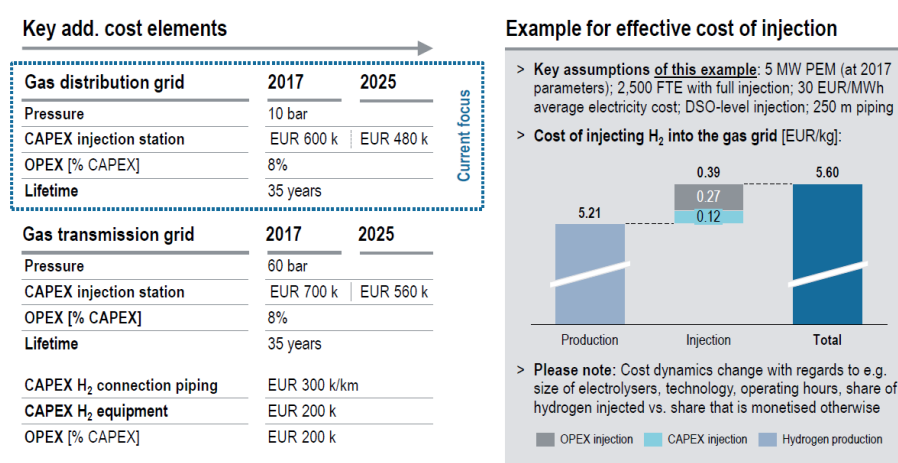 Key add. cost elements
Gas distribution grid 2017 2025
Pressure 10 bar
CAPEX injection station EUR 600 k EUR 480 k
OPEX [% CAPEX] 8%
Lifetime 35 years
Current focus
Gas transmission grid 2017 2025
Pressure 60 bar
CAPEX injection station EUR 700 k EUR 560 k
OPEX [% CAPEX] 8%
Lifetime 35 years
CAPEX H₂ connection piping EUR 300 k/km
CAPEX H₂ equipment EUR 200 k
OPEX [% CAPEX] EUR 200 k
Example for effective cost of injection
> Key assumptions of this example: 5 MW PEM (at 2017
parameters); 2,500 FTE with full injection; 30 EUR/MWh
average electricity cost; DSO-level injection; 250 m piping
> Cost of injecting H₂ into the gas grid [EUR/kg]:
0.39 5.60
0.27
5.21 0.12
Production Injection Total
> Please note: Cost dynamics change with regards to e.g.
size of electrolysers, technology, operating hours, share of
hydrogen injected vs. share that is monetised otherwise
OPEX injection CAPEX injection Hydrogen production